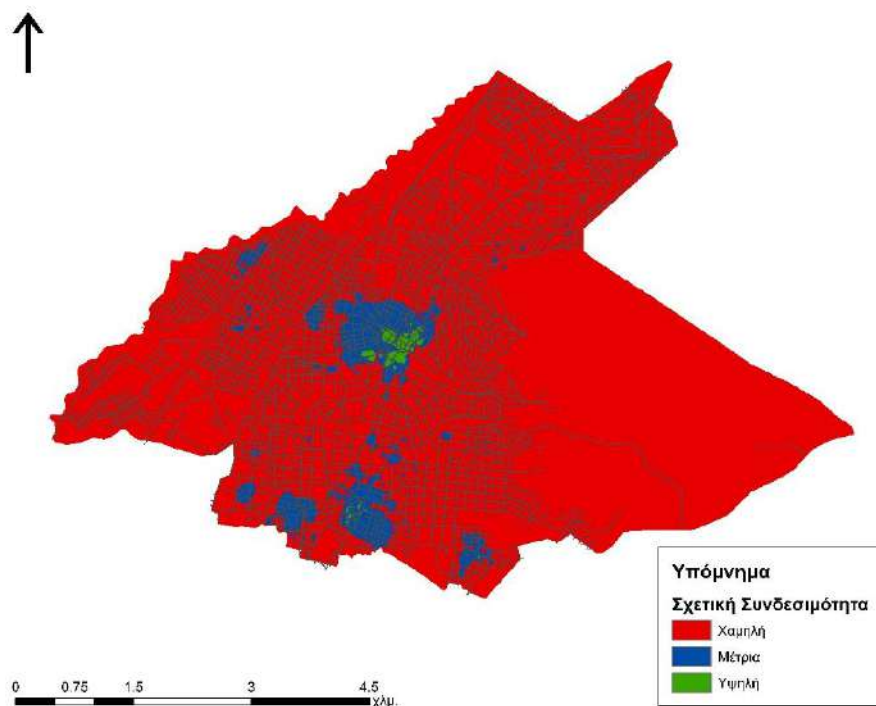 Υπόμνημα
Σχετική Συνδεσιμότητα
Χαμηλή
Μέτρια
Υψηλή
0 0.75 1.5 3 4.5
χλμ.